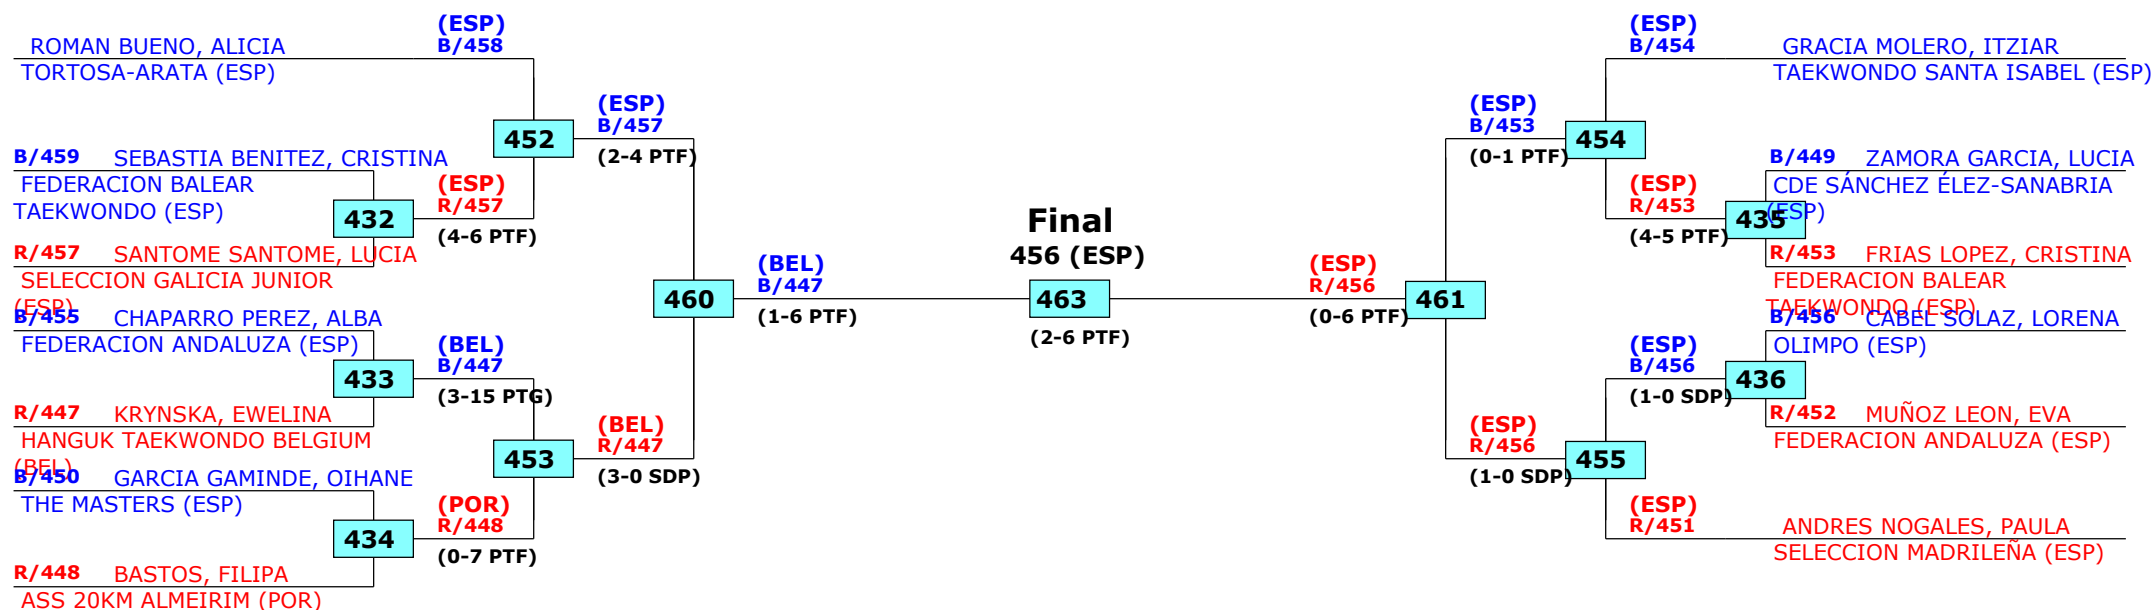 (ESP)
B/458
ROMAN BUENO, ALICIA
TORTOSA-ARATA (ESP)
452
(ESP)
B/457
(2-4 PTF)
B/459 SEBASTIA BENITEZ, CRISTINA
FEDERACION BALEAR
TAEKWONDO (ESP)
432
(ESP)
R/457
(4-6 PTF)
R/457 SANTOME SANTOME, LUCIA
SELECCION GALICIA JUNIOR
(ESP)
460
(BEL)
B/447
(1-6 PTF)
B/455 CHAPARRO PEREZ, ALBA
FEDERACION ANDALUZA (ESP)
433
(BEL)
B/447
(3-15 PTG)
R/447 KRYNSKA, EWELINA
HANGUK TAEKWONDO BELGIUM
(BEL)
453
(BEL)
R/447
(3-0 SDP)
B/450 GARCIA GAMINDE, OIHANE
THE MASTERS (ESP)
434
(POR)
R/448
(0-7 PTF)
R/448 BASTOS, FILIPA
ASS 20KM ALMEIRIM (POR)
Final
456 (ESP)
463
(2-6 PTF)
(ESP)
B/454
GRACIA MOLERO, ITZIAR
TAEKWONDO SANTA ISABEL (ESP)
(ESP)
B/453
(0-1 PTF)
454
B/449 ZAMORA GARCIA, LUCIA
CDE SÁNCHEZ ÉLEZ-SANABRIA
(ESP)
(ESP)
R/453
(4-5 PTF)
435
R/453 FRIAS LOPEZ, CRISTINA
FEDERACION BALEAR
TAEKWONDO (ESP)
(ESP)
R/456
(0-6 PTF)
461
B/456 CABEL SOLAZ, LORENA
OLIMPO (ESP)
(ESP)
B/456
(1-0 SDP)
436
R/452 MUÑOZ LEON, EVA
FEDERACION ANDALUZA (ESP)
(ESP)
R/456
(1-0 SDP)
455
(ESP)
R/451
ANDRES NOGALES, PAULA
SELECCION MADRILEÑA (ESP)